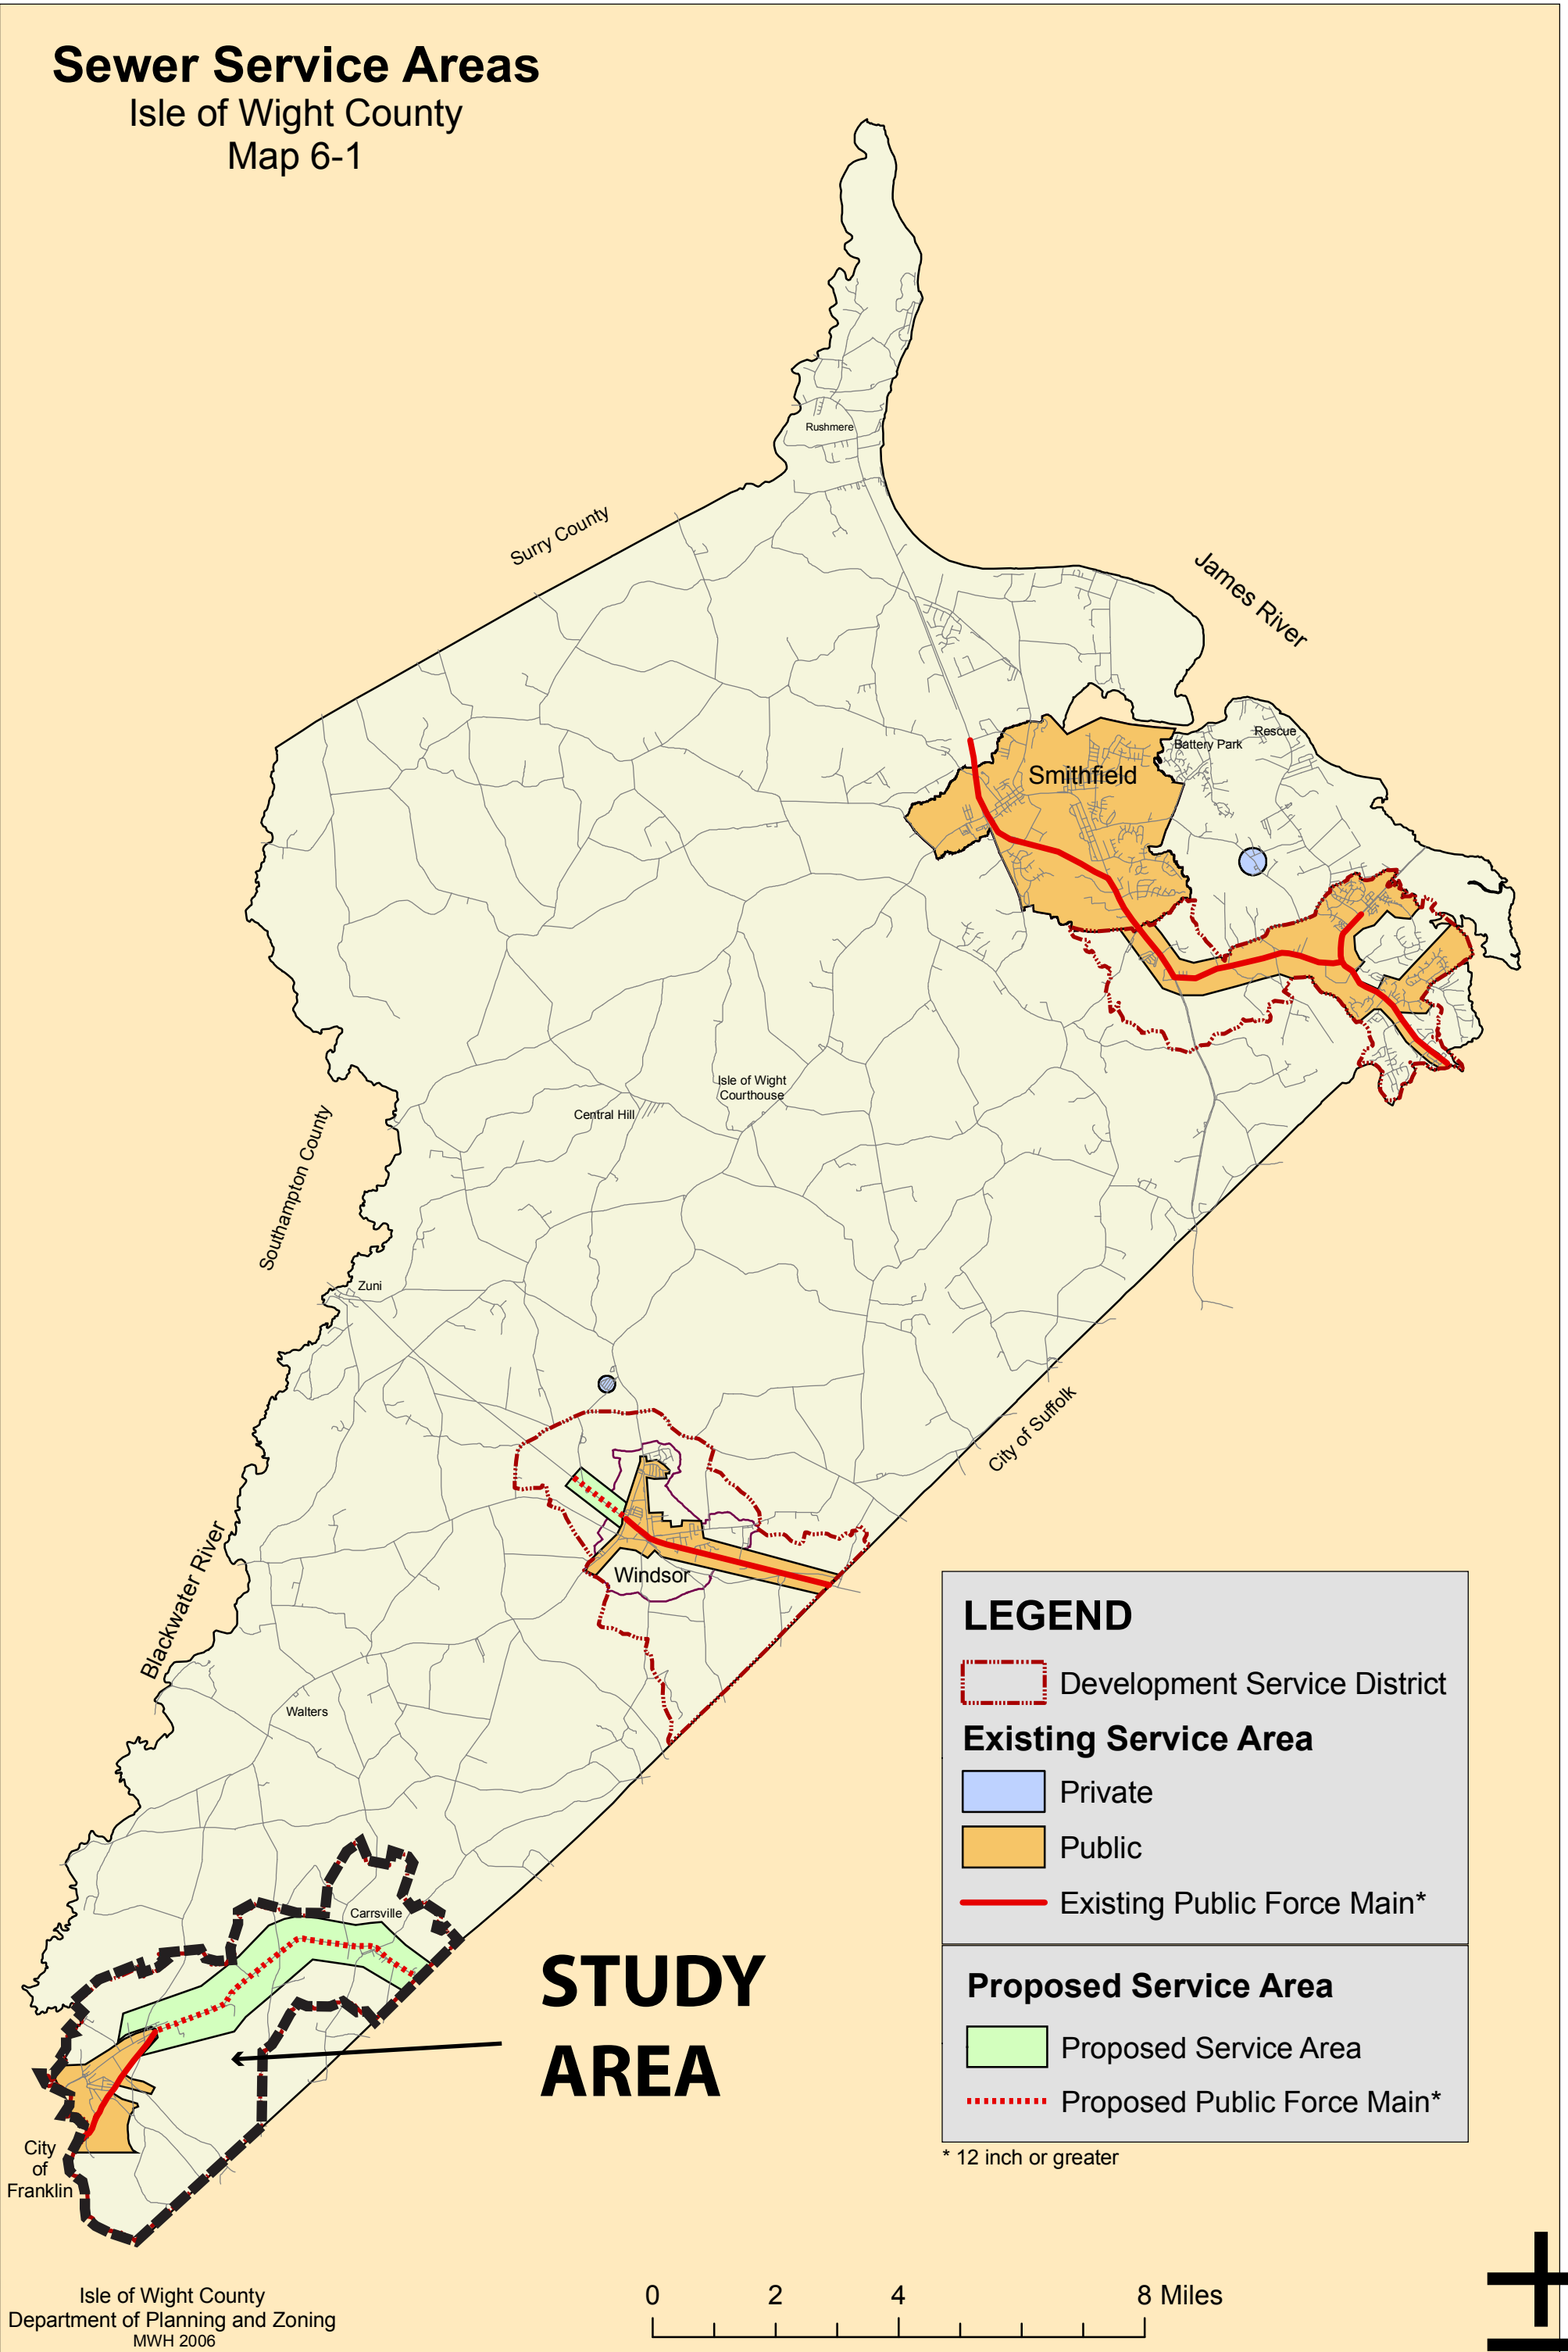 Sewer Service Areas
Isle of Wight County
Map 6-1
Rushmere
Surry County
James River
Rescue
Battery Park
Smithfield
Isle of Wight
Courthouse
Central Hill
Southampton County
Zuni
City of Suffolk
Blackwater River
Windsor
Walters
Carrsville
STUDY
AREA
City
of
Franklin
LEGEND
Development Service District
Existing Service Area
Private
Public
Existing Public Force Main*
Proposed Service Area
Proposed Service Area
Proposed Public Force Main*
* 12 inch or greater
0 2 4 8 Miles
Isle of Wight County
Department of Planning and Zoning
MWH 2006